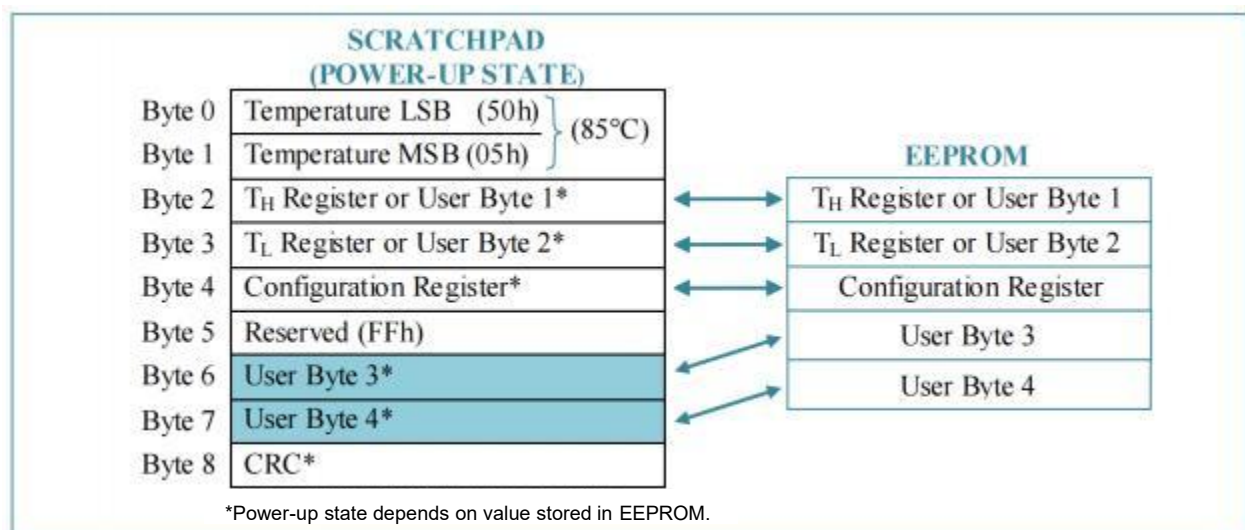 SCRATCHPAD
(POWER-UP STATE)
Byte 0 Temperature LSB (50h)
(85°C)
Byte 1 Temperature MSB (05h)
EEPROM
Byte 2 TH Register or User Byte 1* TH Register or User Byte 1
Byte 3 TL Register or User Byte 2* TL Register or User Byte 2
Byte 4 Configuration Register* Configuration Register
Byte 5 Reserved (FFh) User Byte 3
Byte 6 User Byte 3*
User Byte 4
Byte 7 User Byte 4*
Byte 8 CRC*
*Power-up state depends on value stored in EEPROM.